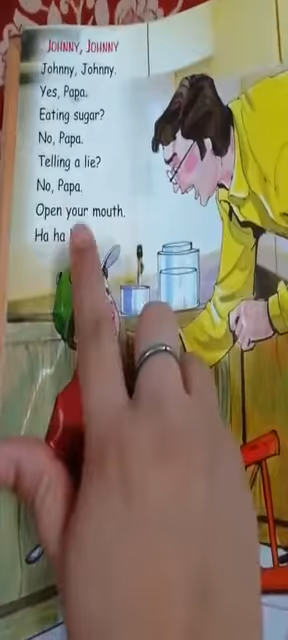 JOHNNY, JOHNNY
Johnny, Johnny.
Yes, Papa.
Eating sugar?
No, Papa.
Telling a lie?
No, Papa.
Open your mouth.
Ha ha